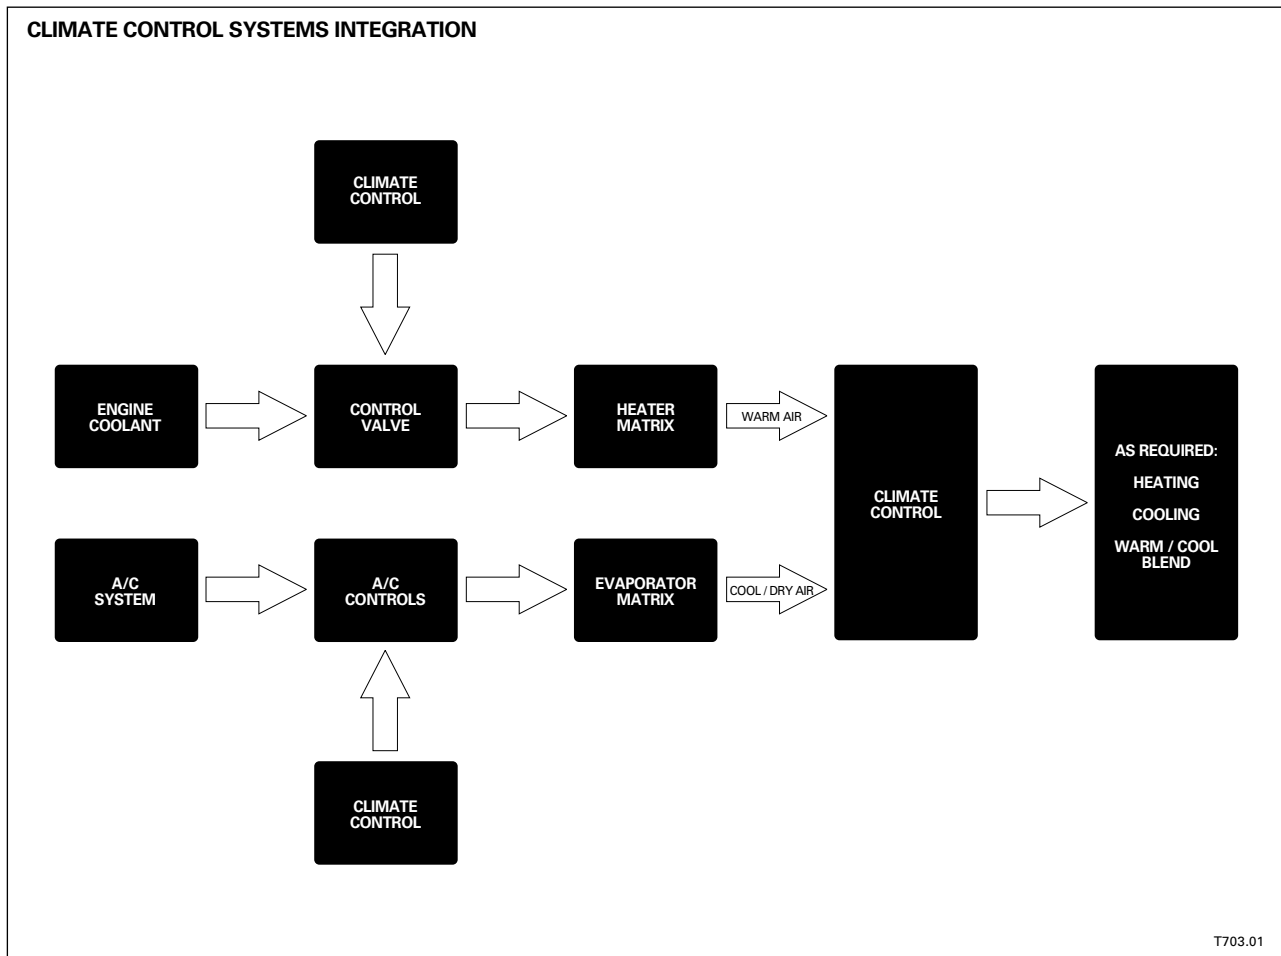 CLIMATE CONTROL SYSTEMS INTEGRATION
CLIMATE
CONTROL
ENGINE
COOLANT
CONTROL
VALVE
HEATER
MATRIX
WARM AIR
A/C
SYSTEM
A/C
CONTROLS
EVAPORATOR
MATRIX
COOL / DRY AIR
CLIMATE
CONTROL
AS REQUIRED:
HEATING
COOLING
WARM / COOL
BLEND
CLIMATE
CONTROL
T703.01